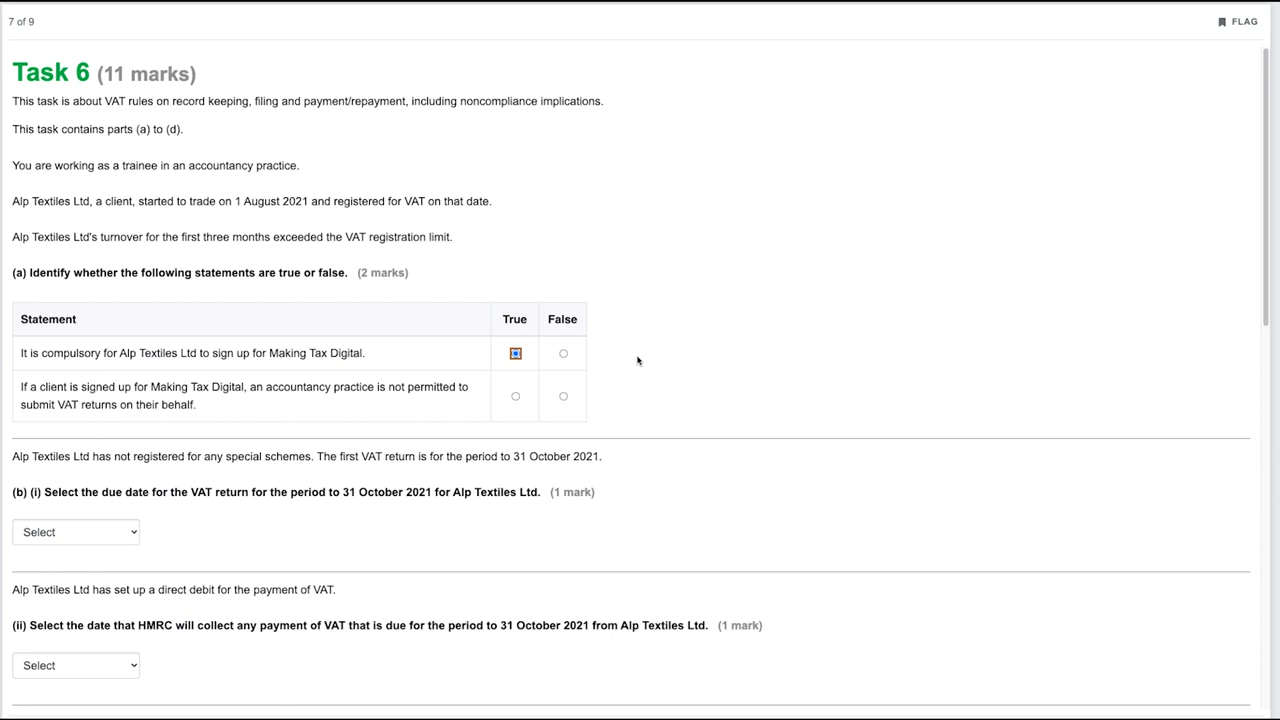 7 of 9
FLAG
Task 6 (11 marks)
This task is about VAT rules on record keeping, filing and payment/repayment, including noncompliance implications.
This task contains parts (a) to (d).
You are working as a trainee in an accountancy practice.
Alp Textiles Ltd, a client, started to trade on 1 August 2021 and registered for VAT on that date.
Alp Textiles Ltd's turnover for the first three months exceeded the VAT registration limit.
(a) Identify whether the following statements are true or false. (2 marks)
Statement True False
It is compulsory for Alp Textiles Ltd to sign up for Making Tax Digital.
If a client is signed up for Making Tax Digital, an accountancy practice is not permitted to
submit VAT returns on their behalf.
Alp Textiles Ltd has not registered for any special schemes. The first VAT return is for the period to 31 October 2021.
(b) (i) Select the due date for the VAT return for the period to 31 October 2021 for Alp Textiles Ltd. (1 mark)
Select
Alp Textiles Ltd has set up a direct debit for the payment of VAT.
(ii) Select the date that HMRC will collect any payment of VAT that is due for the period to 31 October 2021 from Alp Textiles Ltd. (1 mark)
Select